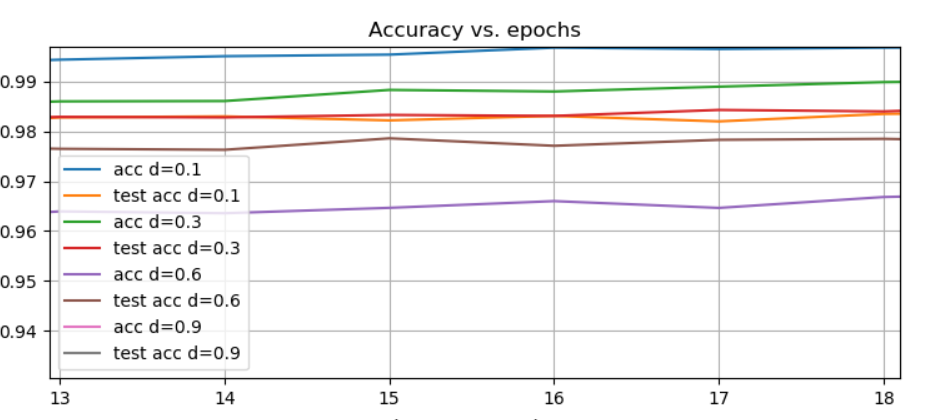 Accuracy vs. epochs
0.99
0.98
0.97
0.96
0.95
0.94
acc d=0.1
test acc d=0.1
acc d=0.3
test acc d=0.3
acc d=0.6
test acc d=0.6
acc d=0.9
test acc d=0.9
13 14 15 16 17 18